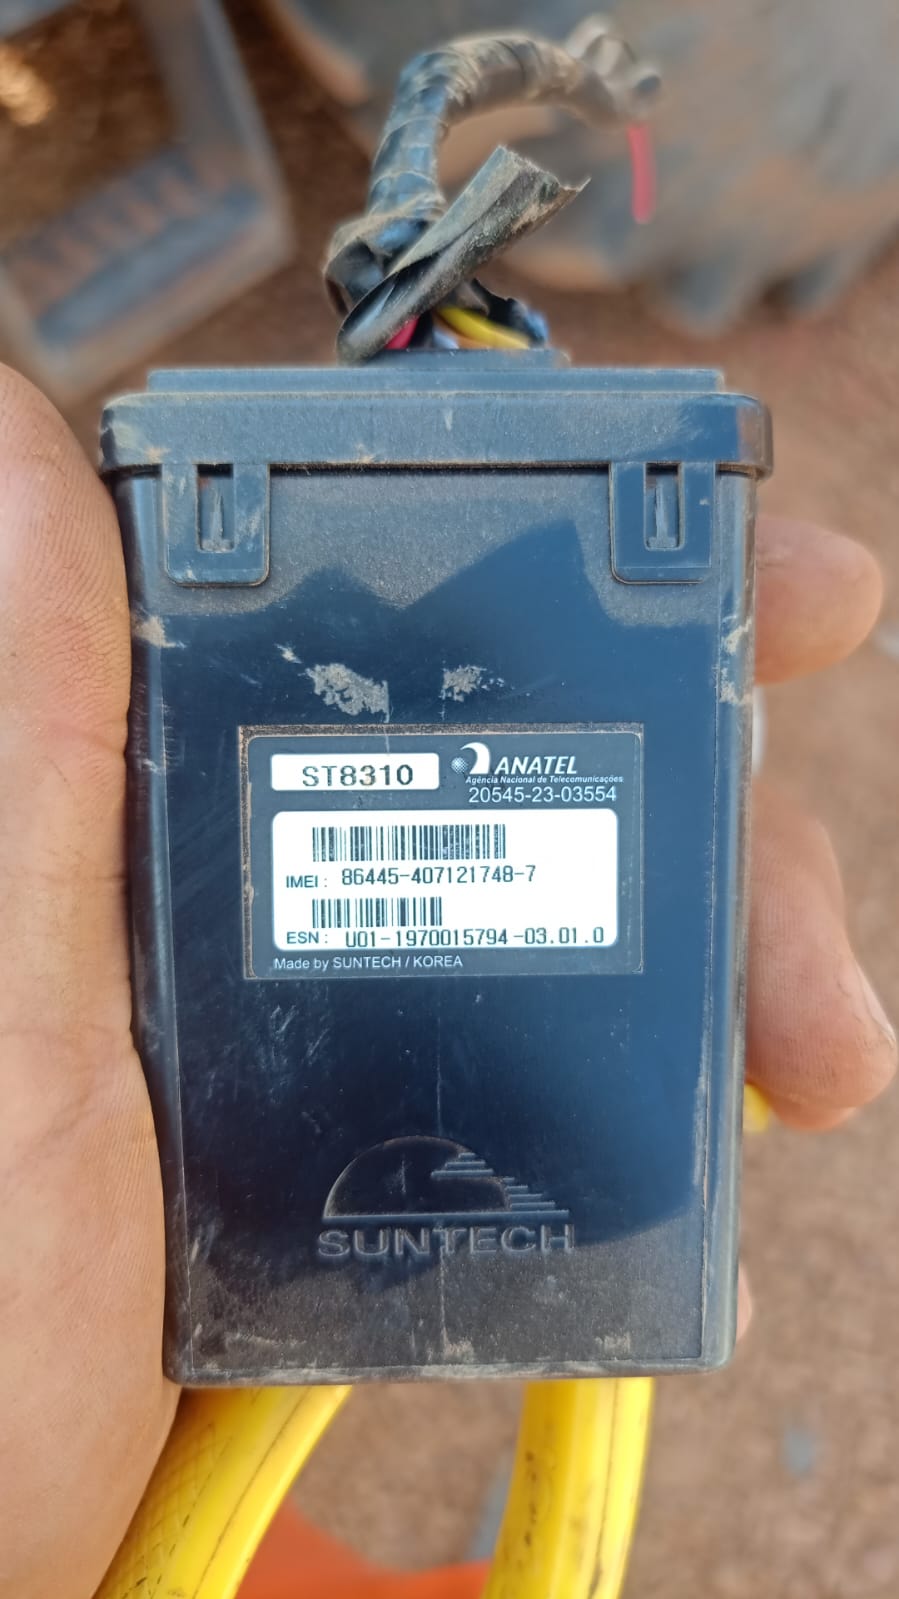 ST8310
ANATEL
Agência Nacional de Telecomunicações
20545-23-03554
IMEI : 86445-407121748-7
ESN : U01-1970015794-03.01.0
Made by SUNTECH / KOREA
SUNTECH